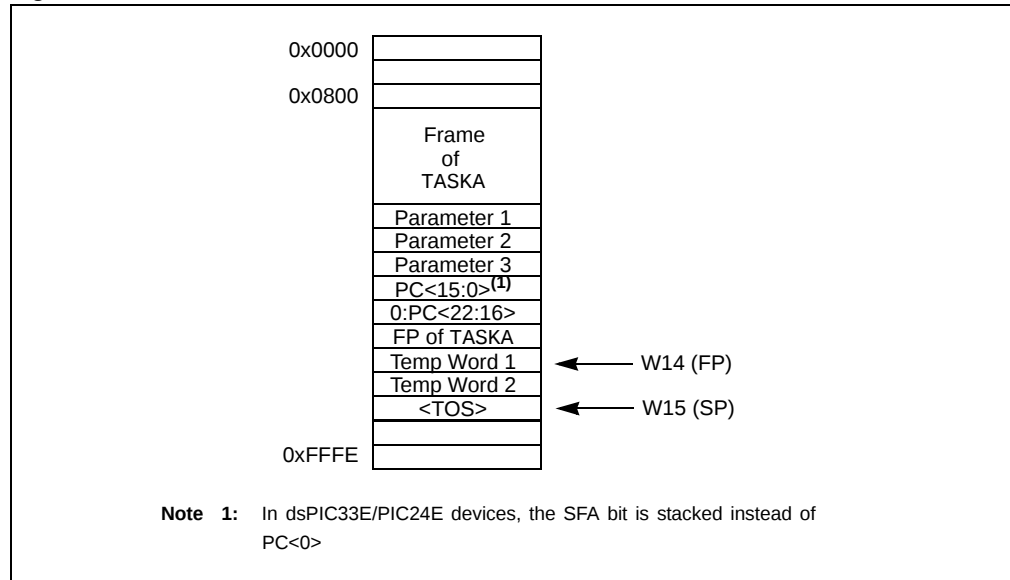 0x0000
0x0800
Frame
of
TASKA
Parameter 1
Parameter 2
Parameter 3
PC<15:0>(1)
0:PC<22:16>
FP of TASKA
Temp Word 1 W14 (FP)
Temp Word 2
<TOS> W15 (SP)
0xFFFE
Note 1: In dsPIC33E/PIC24E devices, the SFA bit is stacked instead of
PC<0>